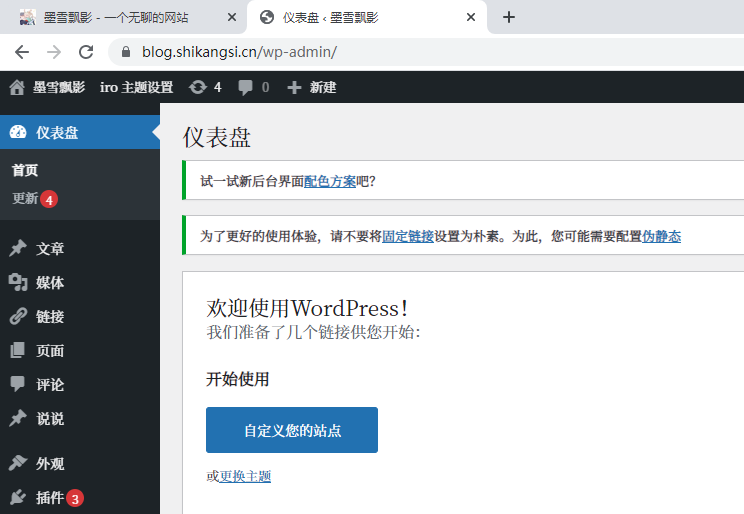 墨雪飘影 - 一个无聊的网站
仪表盘 ‹ 墨雪飘影
blog.shikangsi.cn/wp-admin/
墨雪飘影 iro 主题设置 4 0 新建
仪表盘
首页
更新 4
文章
媒体
链接
页面
评论
说说
外观
插件 3
仪表盘
试一试新后台界面配色方案吧?
为了更好的使用体验，请不要将固定链接设置为朴素。为此，您可能需要配置伪静态
欢迎使用WordPress！
我们准备了几个链接供您开始：
开始使用
自定义您的站点
或更换主题